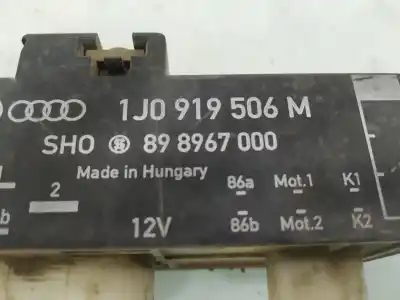 1J0 919 506 M
SHO 89 8967 000
Made in Hungary
2
86a Mot.1 K1
12V 86b Mot.2 K2